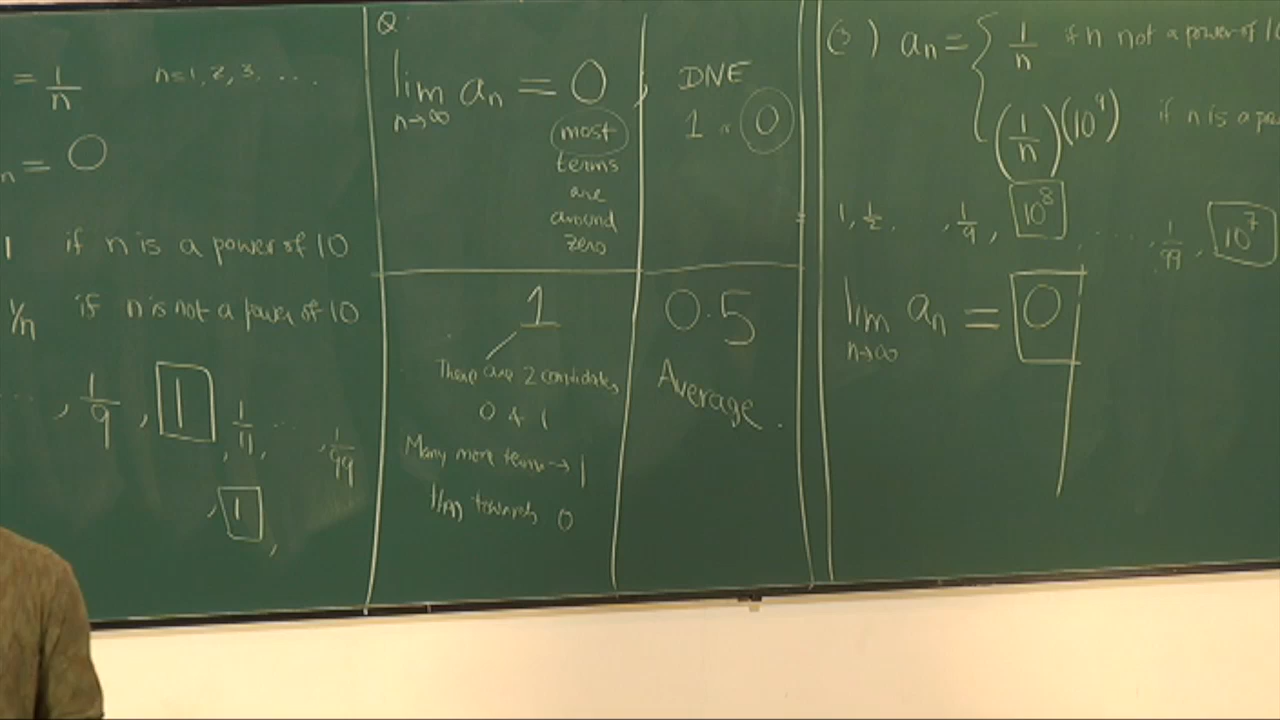 = 1/n n=1, 2, 3, ....
n = 0
1 if n is a power of 10
1/n if n is not a power of 10
..., 1/9, 1, 1/11, ... , 1/99
, 1,
Q.
lim n→∞ an = 0,
most
terms
are
around
zero
DNE
1 or 0
1
There are 2 candidates
0 & 1
Many more terms → 1
than towards 0
0.5
Average.
(3) an = { 1/n if n not a power of 10
(1/n)(10^9) if n is a
1, 1/2, , 1/9, 10^8 ...., 1/99, 10^7
lim n→∞ an = 0